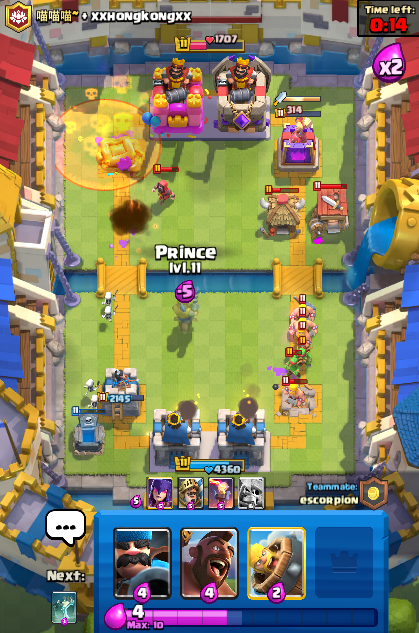 喵喵喵~ + xxHongKongxx
Time left:
0:14
1707
x2
314
Prince
lvl.11
-5
2145
4360
Teammate:
escorpion
5
...
Next:
4
4
2
4
Max: 10